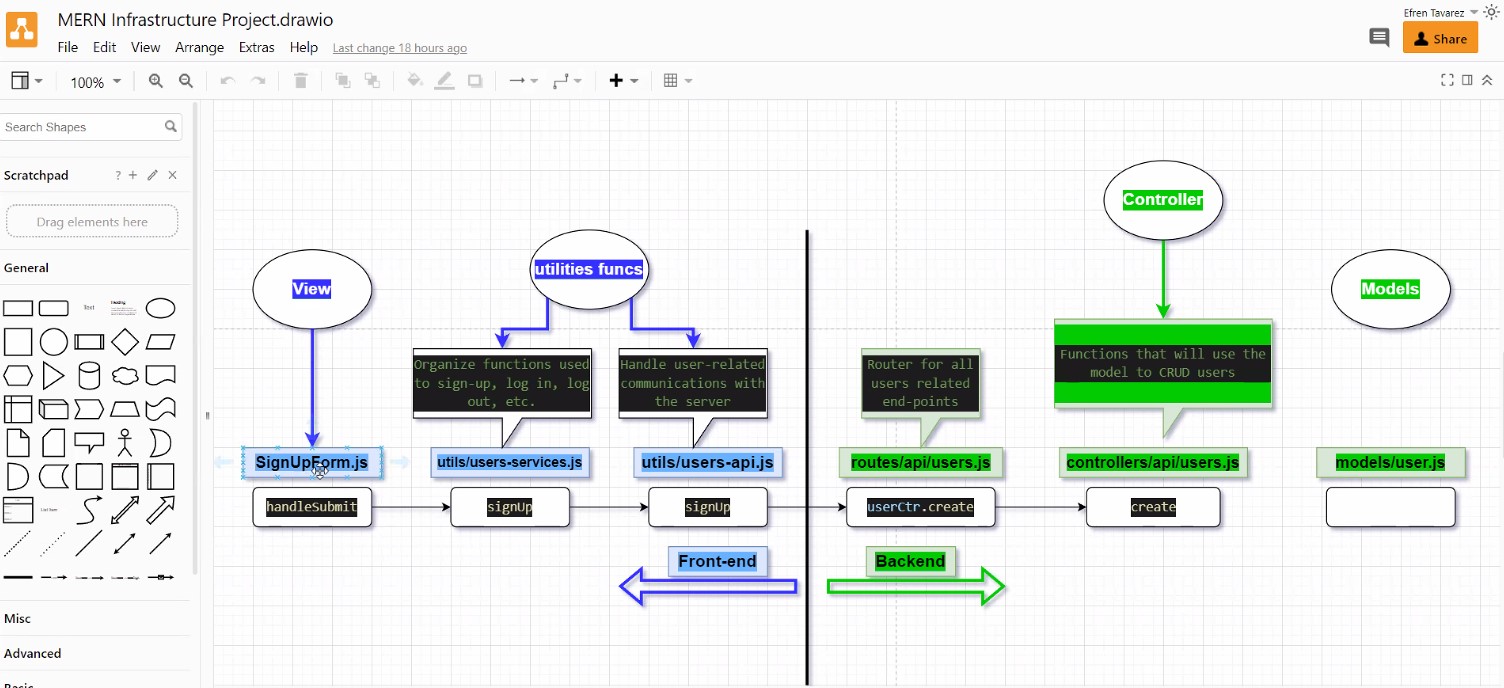 MERN Infrastructure Project.drawio
Efren Tavarez
File Edit View Arrange Extras Help Last change 18 hours ago
Share
100%
Search Shapes
Scratchpad
?
Drag elements here
General
Text
Heading
List Item
Misc
Advanced
Basic
View
utilities funcs
Controller
Models
Organize functions used
to sign-up, log in, log
out, etc.
Handle user-related
communications with
the server
Router for all
users related
end-points
Functions that will use the
model to CRUD users
SignUpForm.js
utils/users-services.js
utils/users-api.js
routes/api/users.js
controllers/api/users.js
models/user.js
handleSubmit
signUp
signUp
userCtr.create
create
Front-end
Backend